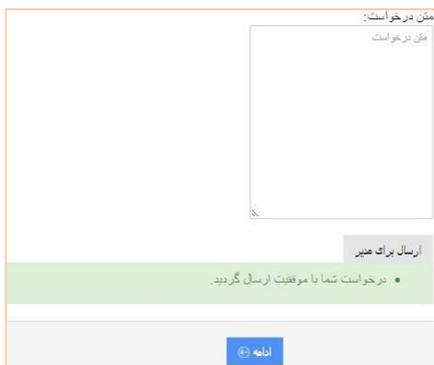 متن درخواست:
متن درخواست
ارسال برای مدیر
درخواست شما با موفقیت ارسال گردید.
ادامه